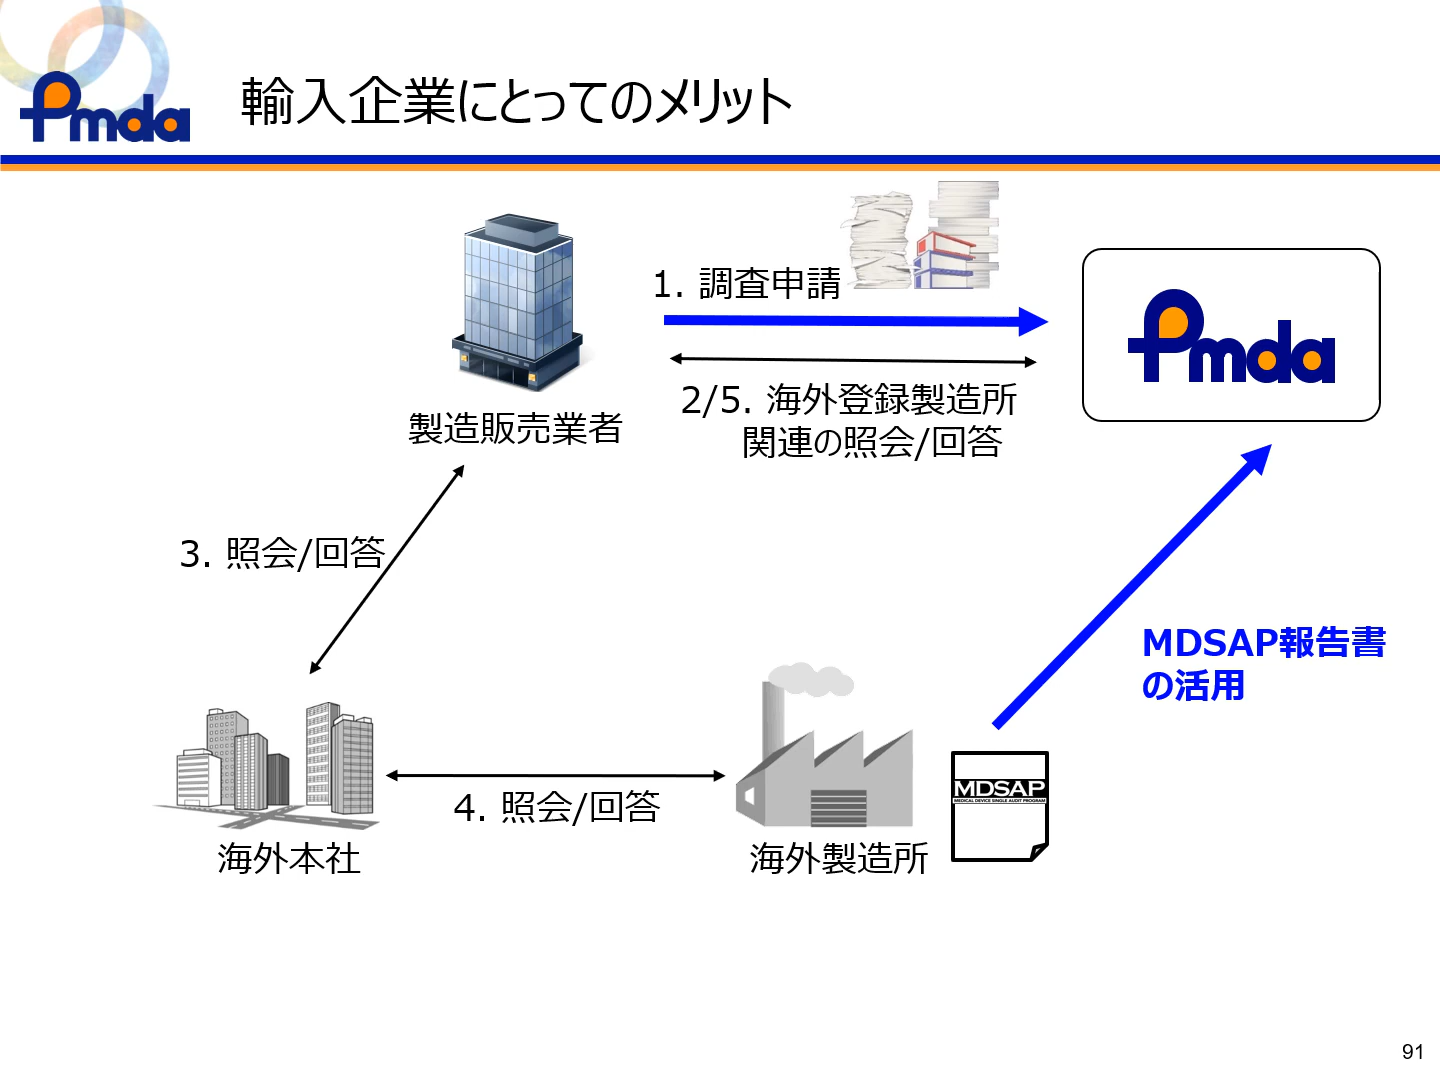 pmda
輸入企業にとってのメリット
1. 調査申請
pmda
2/5. 海外登録製造所
関連の照会/回答
製造販売業者
3. 照会/回答
MDSAP報告書
の活用
MDSAP
MEDICAL DEVICE SINGLE AUDIT PROGRAM
4. 照会/回答
海外本社
海外製造所
91